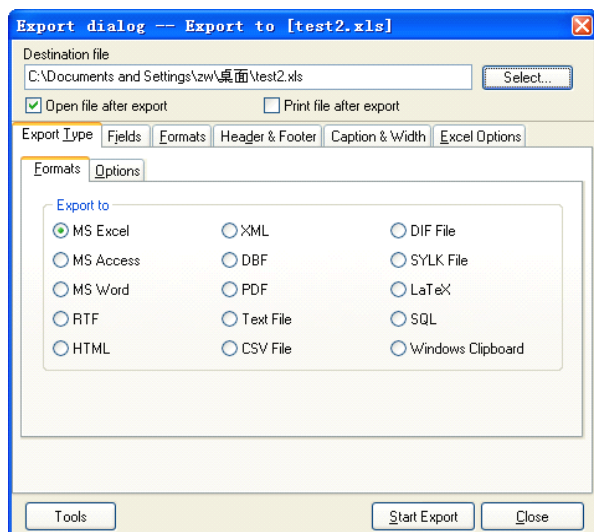 Export dialog -- Export to [test2.xls]
Destination file
C:\Documents and Settings\zw\桌面\test2.xls Select...
Open file after export Print file after export
Export Type Fields Formats Header & Footer Caption & Width Excel Options
Formats Options
Export to
MS Excel XML DIF File
MS Access DBF SYLK File
MS Word PDF LaTeX
RTF Text File SQL
HTML CSV File Windows Clipboard
Tools Start Export Close